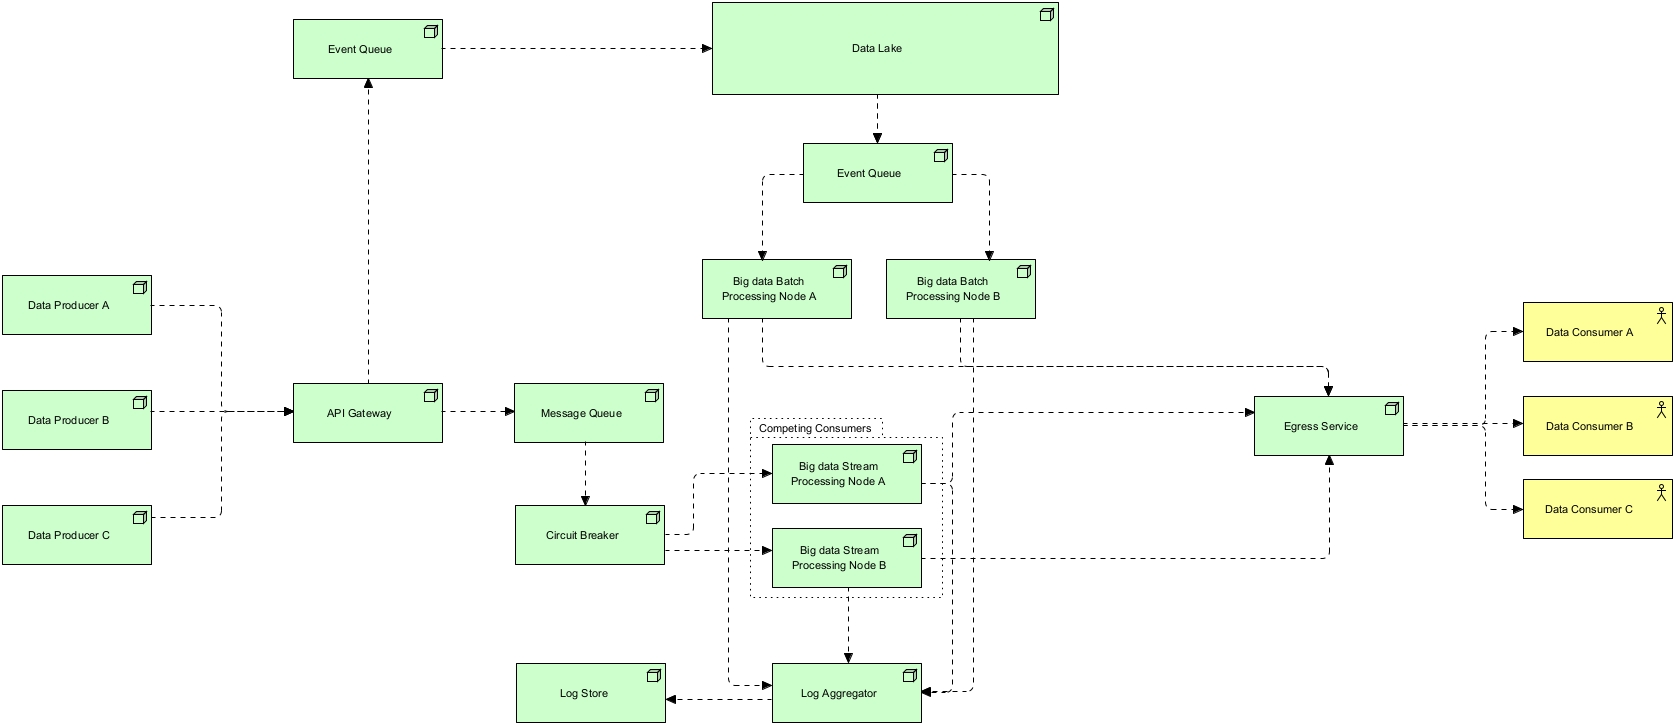 Event Queue
Data Lake
Event Queue
Big data Batch
Processing Node A
Big data Batch
Processing Node B
Data Producer A
Data Producer B
Data Producer C
API Gateway
Message Queue
Circuit Breaker
Competing Consumers
Big data Stream
Processing Node A
Big data Stream
Processing Node B
Egress Service
Data Consumer A
Data Consumer B
Data Consumer C
Log Store
Log Aggregator